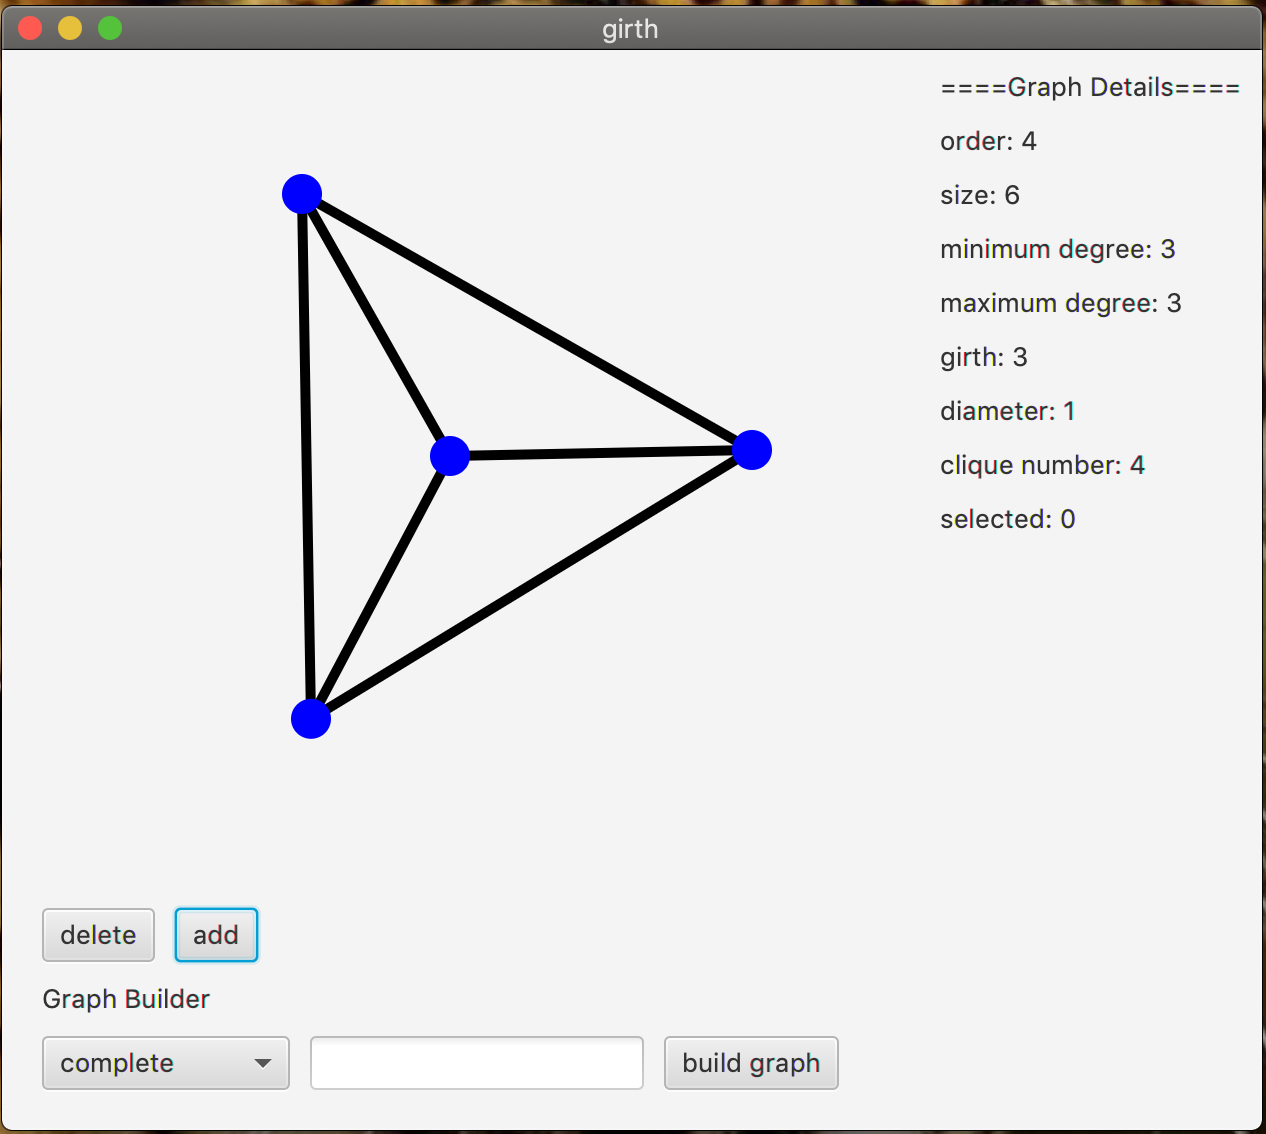 girth
====Graph Details====
order: 4
size: 6
minimum degree: 3
maximum degree: 3
girth: 3
diameter: 1
clique number: 4
selected: 0
delete
add
Graph Builder
complete
build graph